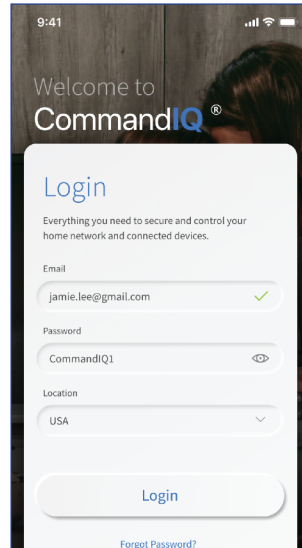 9:41
Welcome to
CommandIQ ®
Login
Everything you need to secure and control your
home network and connected devices.
Email
jamie.lee@gmail.com
Password
CommandIQ1
Location
USA
Login
Forgot Password?